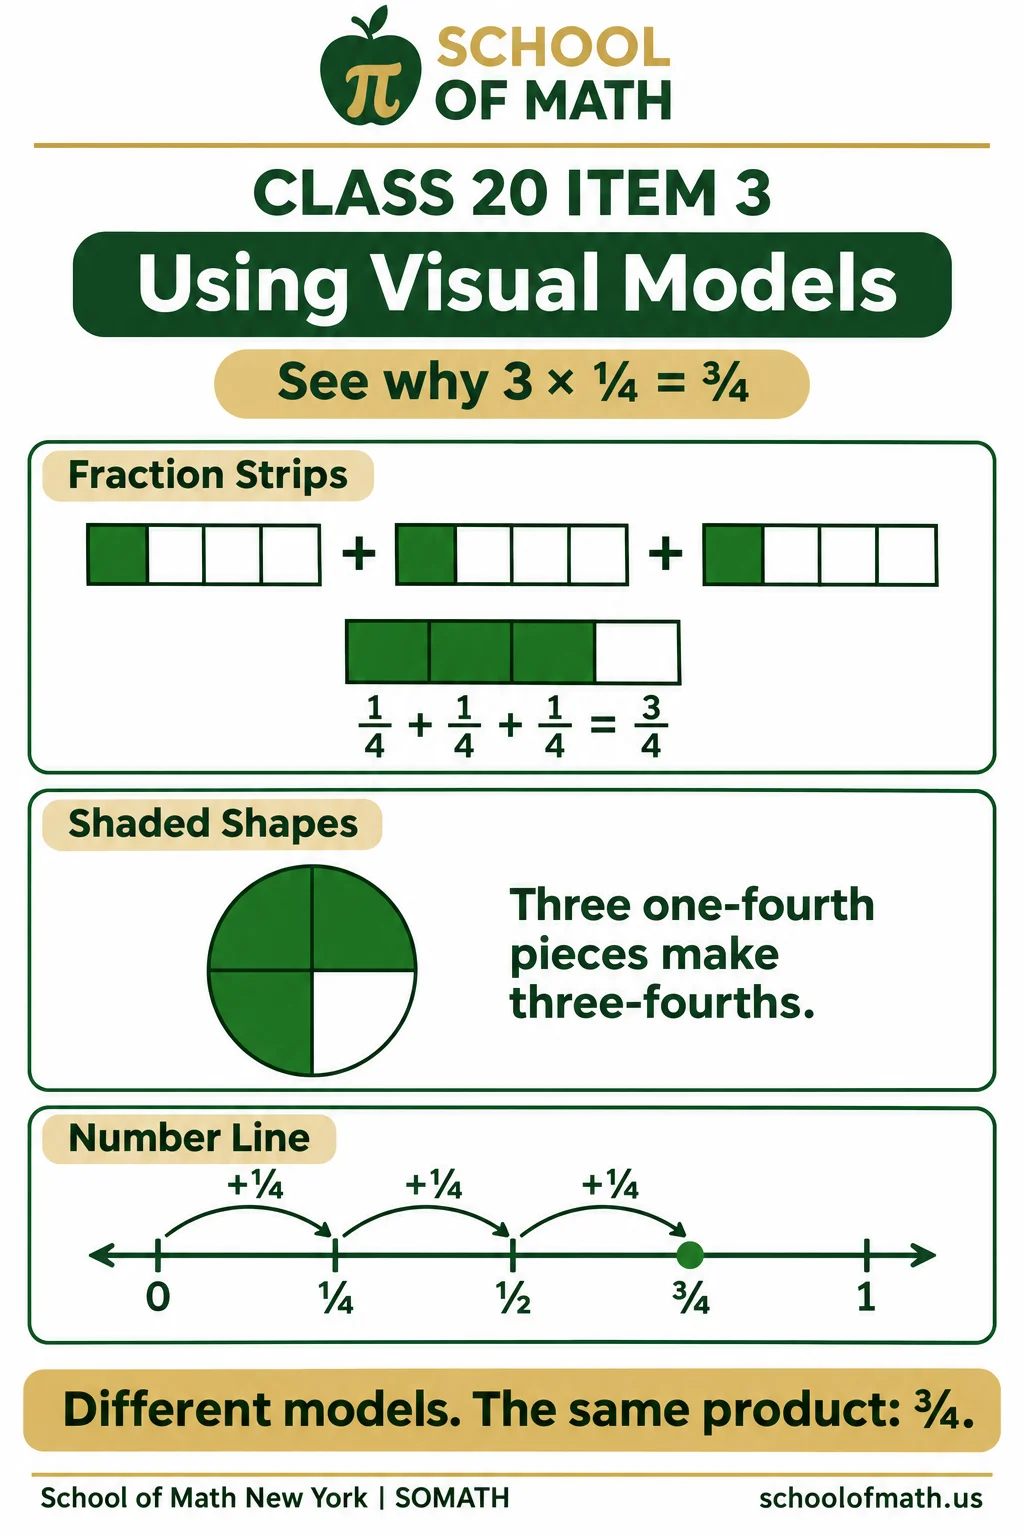 π
SCHOOL
OF MATH
CLASS 20 ITEM 3
Using Visual Models
See why 3 × ¼ = ¾
Fraction Strips
+ +
1/4 + 1/4 + 1/4 = 3/4
Shaded Shapes
Three one-fourth
pieces make
three-fourths.
Number Line
+¼ +¼ +¼
0 ¼ ½ ¾ 1
Different models. The same product: ¾.
School of Math New York | SOMATH
schoolofmath.us